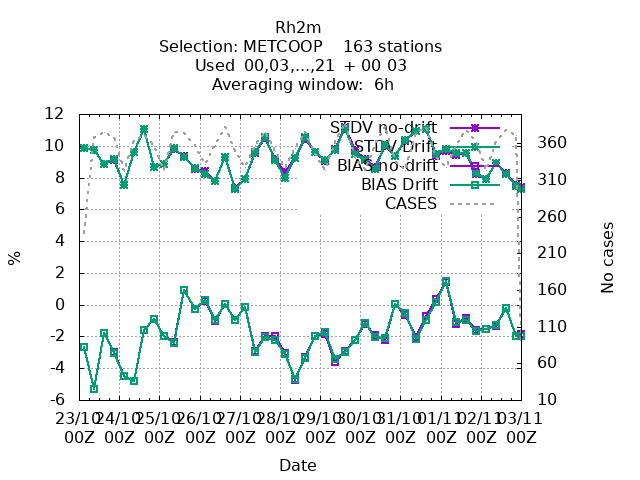 Rh2m
Selection: METCOOP    163 stations
Used  00,03,...,21  + 00 03
Averaging window:  6h
STDV no-drift
STDV Drift
BIAS no-drift
BIAS Drift
CASES
%
12
10
8
6
4
2
0
-2
-4
-6
No cases
360
310
260
210
160
110
60
10
23/10 24/10 25/10 26/10 27/10 28/10 29/10 30/10 31/10 01/11 02/11 03/11
00Z 00Z 00Z 00Z 00Z 00Z 00Z 00Z 00Z 00Z 00Z 00Z
Date